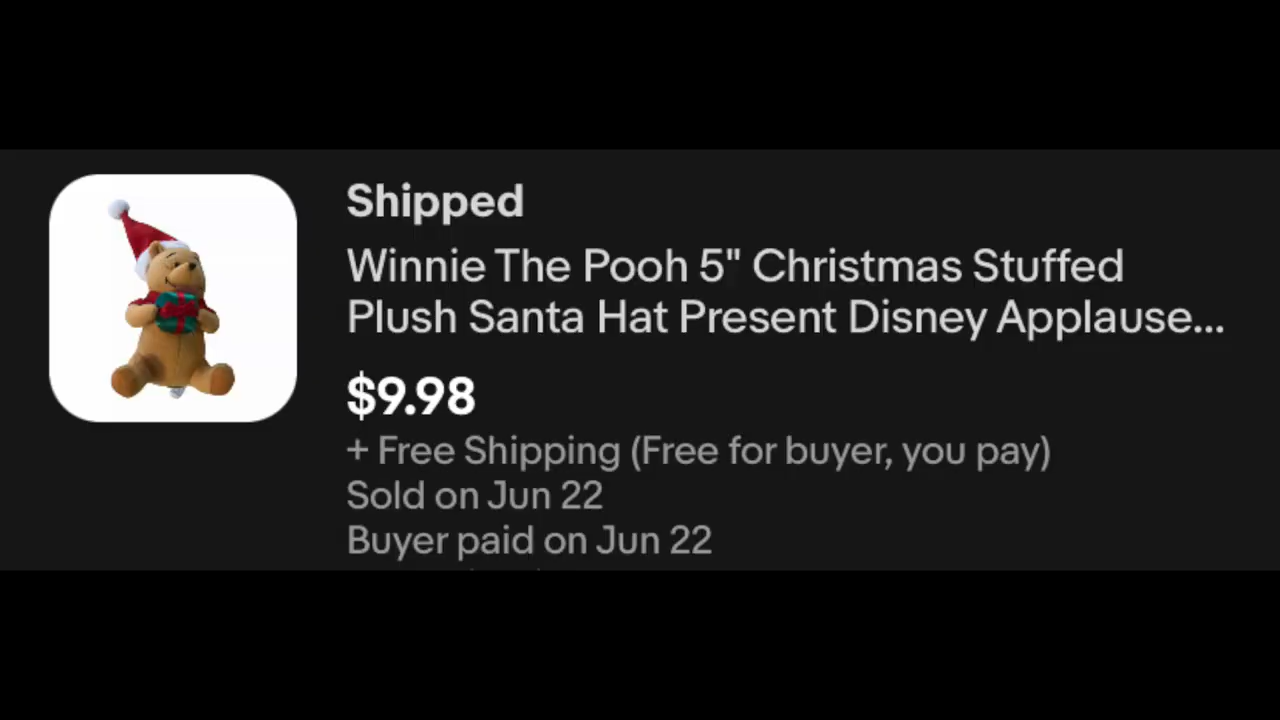 Shipped
Winnie The Pooh 5" Christmas Stuffed
Plush Santa Hat Present Disney Applause...
$9.98
+ Free Shipping (Free for buyer, you pay)
Sold on Jun 22
Buyer paid on Jun 22